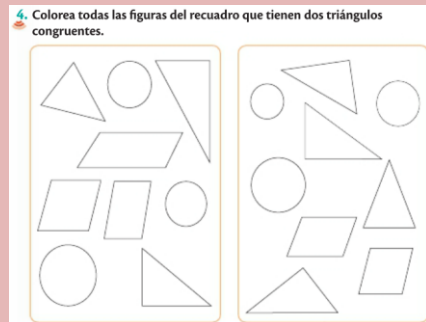 4. Colorea todas las figuras del recuadro que tienen dos triángulos
congruentes.